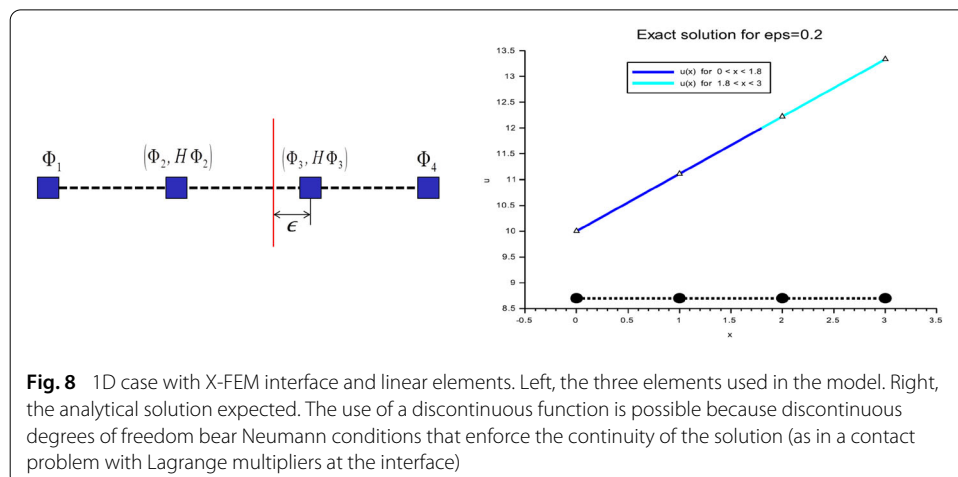 Φ₁
(Φ₂, HΦ₂)
(Φ₃, HΦ₃)
Φ₄
ϵ
Exact solution for eps=0.2
u(x) for 0 < x < 1.8
u(x) for 1.8 < x < 3
13.5
13
12.5
12
11.5
11
10.5
10
9.5
9
8.5
u
-0.5
0
0.5
1
1.5
2
2.5
3
3.5
x
Fig. 8 1D case with X-FEM interface and linear elements. Left, the three elements used in the model. Right,
the analytical solution expected. The use of a discontinuous function is possible because discontinuous
degrees of freedom bear Neumann conditions that enforce the continuity of the solution (as in a contact
problem with Lagrange multipliers at the interface)